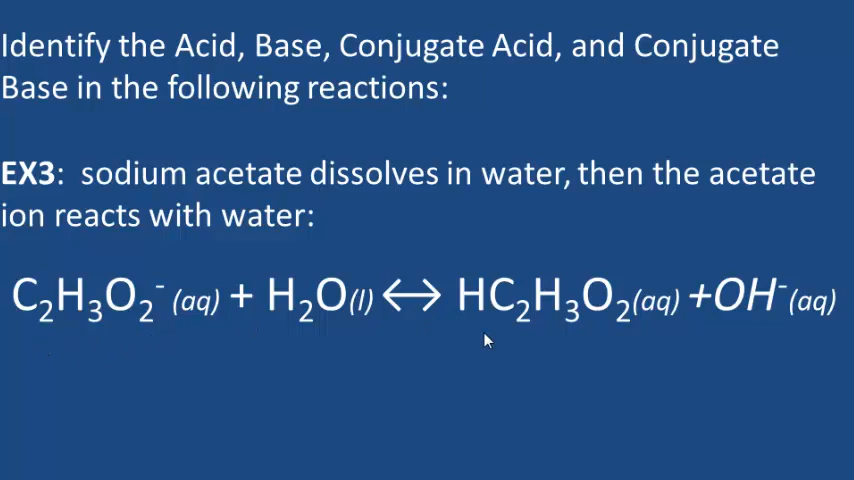 Identify the Acid, Base, Conjugate Acid, and Conjugate
Base in the following reactions:
EX3:  sodium acetate dissolves in water, then the acetate
ion reacts with water:
C₂H₃O₂⁻ (aq) + H₂O(l) ↔ HC₂H₃O₂(aq) +OH⁻(aq)